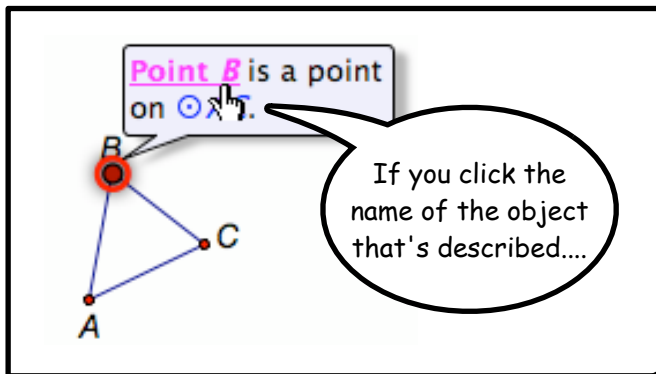 Point B is a point
on ⊙
If you click the
name of the object
that's described....
B
C
A